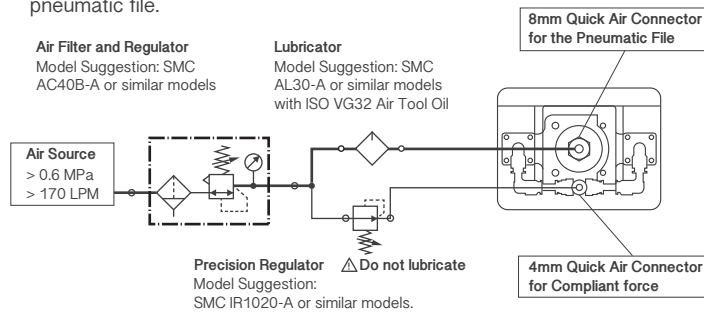 pneumatic file.
8mm Quick Air Connector
for the Pneumatic File
Air Filter and Regulator
Model Suggestion: SMC
AC40B-A or similar models
Lubricator
Model Suggestion: SMC
AL30-A or similar models
with ISO VG32 Air Tool Oil
Air Source
> 0.6 MPa
> 170 LPM
Precision Regulator
Model Suggestion:
SMC IR1020-A or similar models.
Do not lubricate
4mm Quick Air Connector
for Compliant force